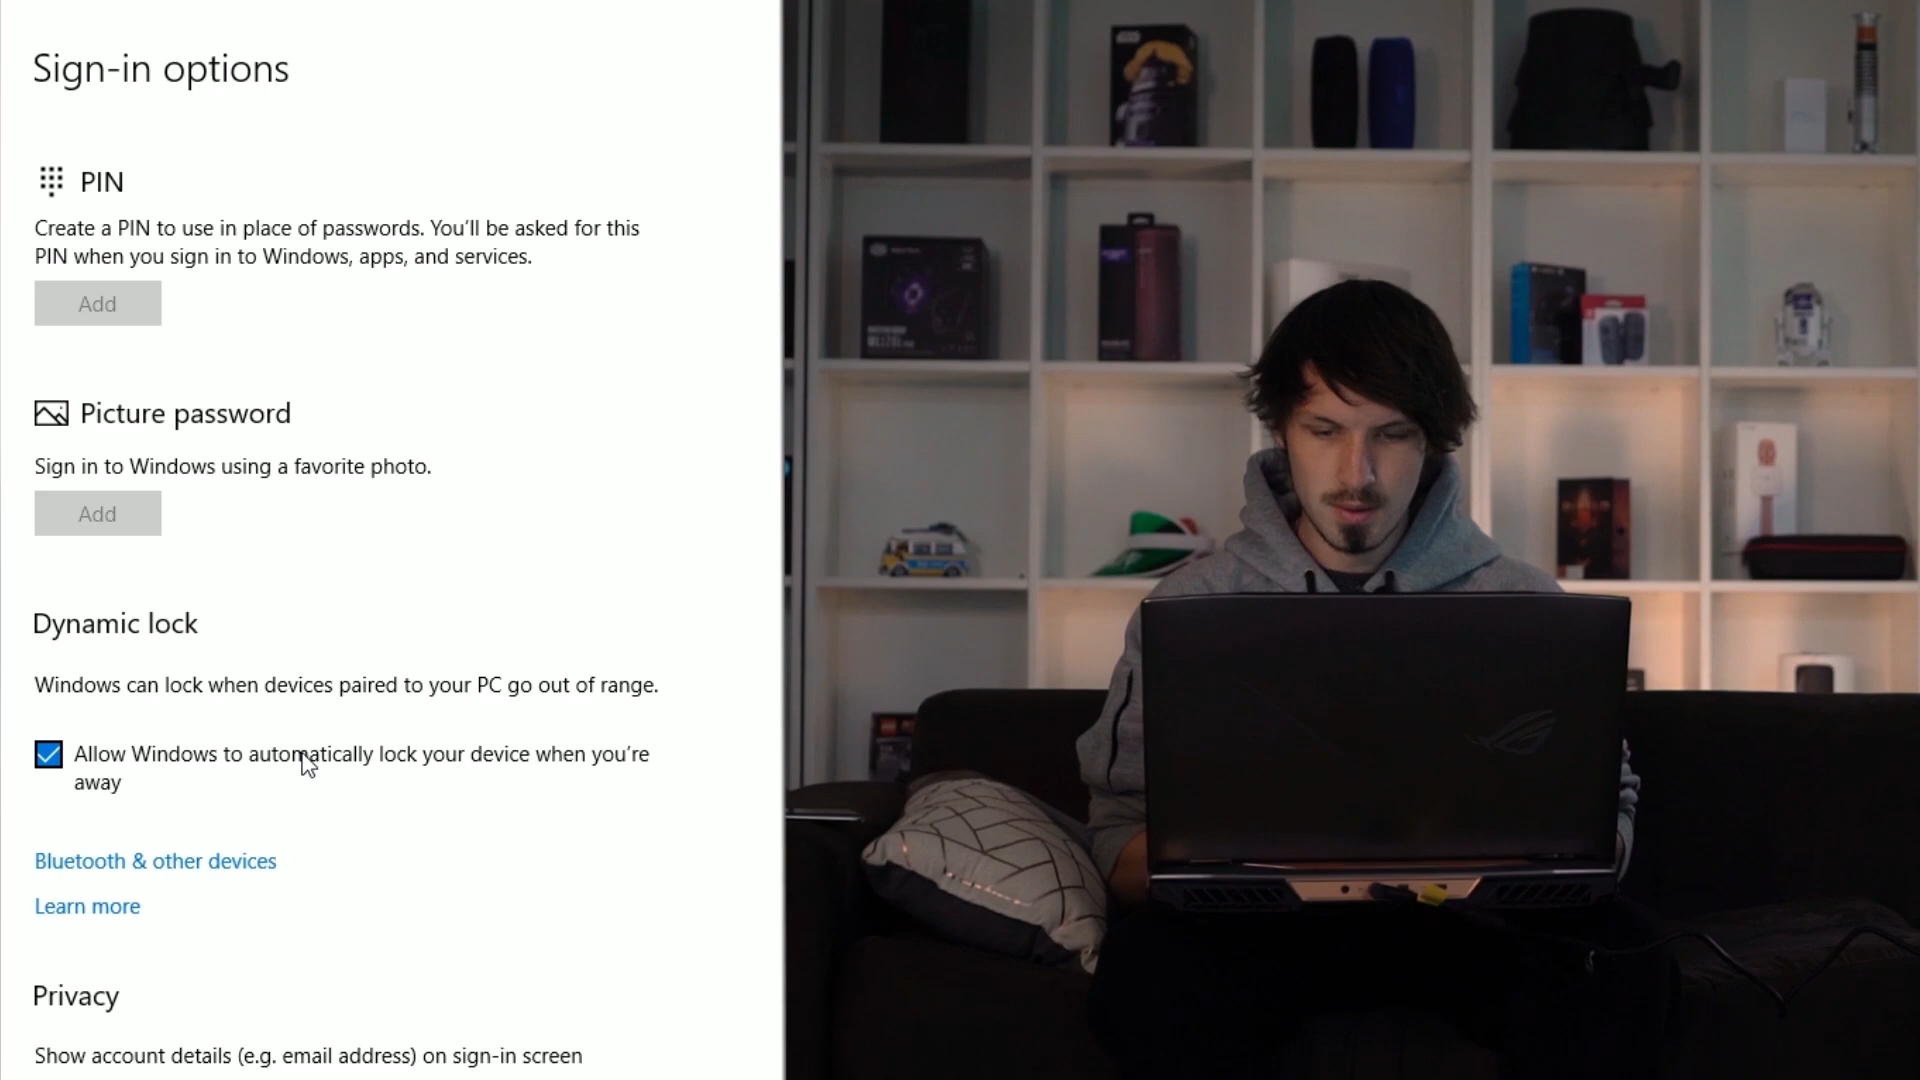 Sign-in options
PIN
Create a PIN to use in place of passwords. You'll be asked for this
PIN when you sign in to Windows, apps, and services.
Add
Picture password
Sign in to Windows using a favorite photo.
Add
Dynamic lock
Windows can lock when devices paired to your PC go out of range.
Allow Windows to automatically lock your device when you're
away
Bluetooth & other devices
Learn more
Privacy
Show account details (e.g. email address) on sign-in screen